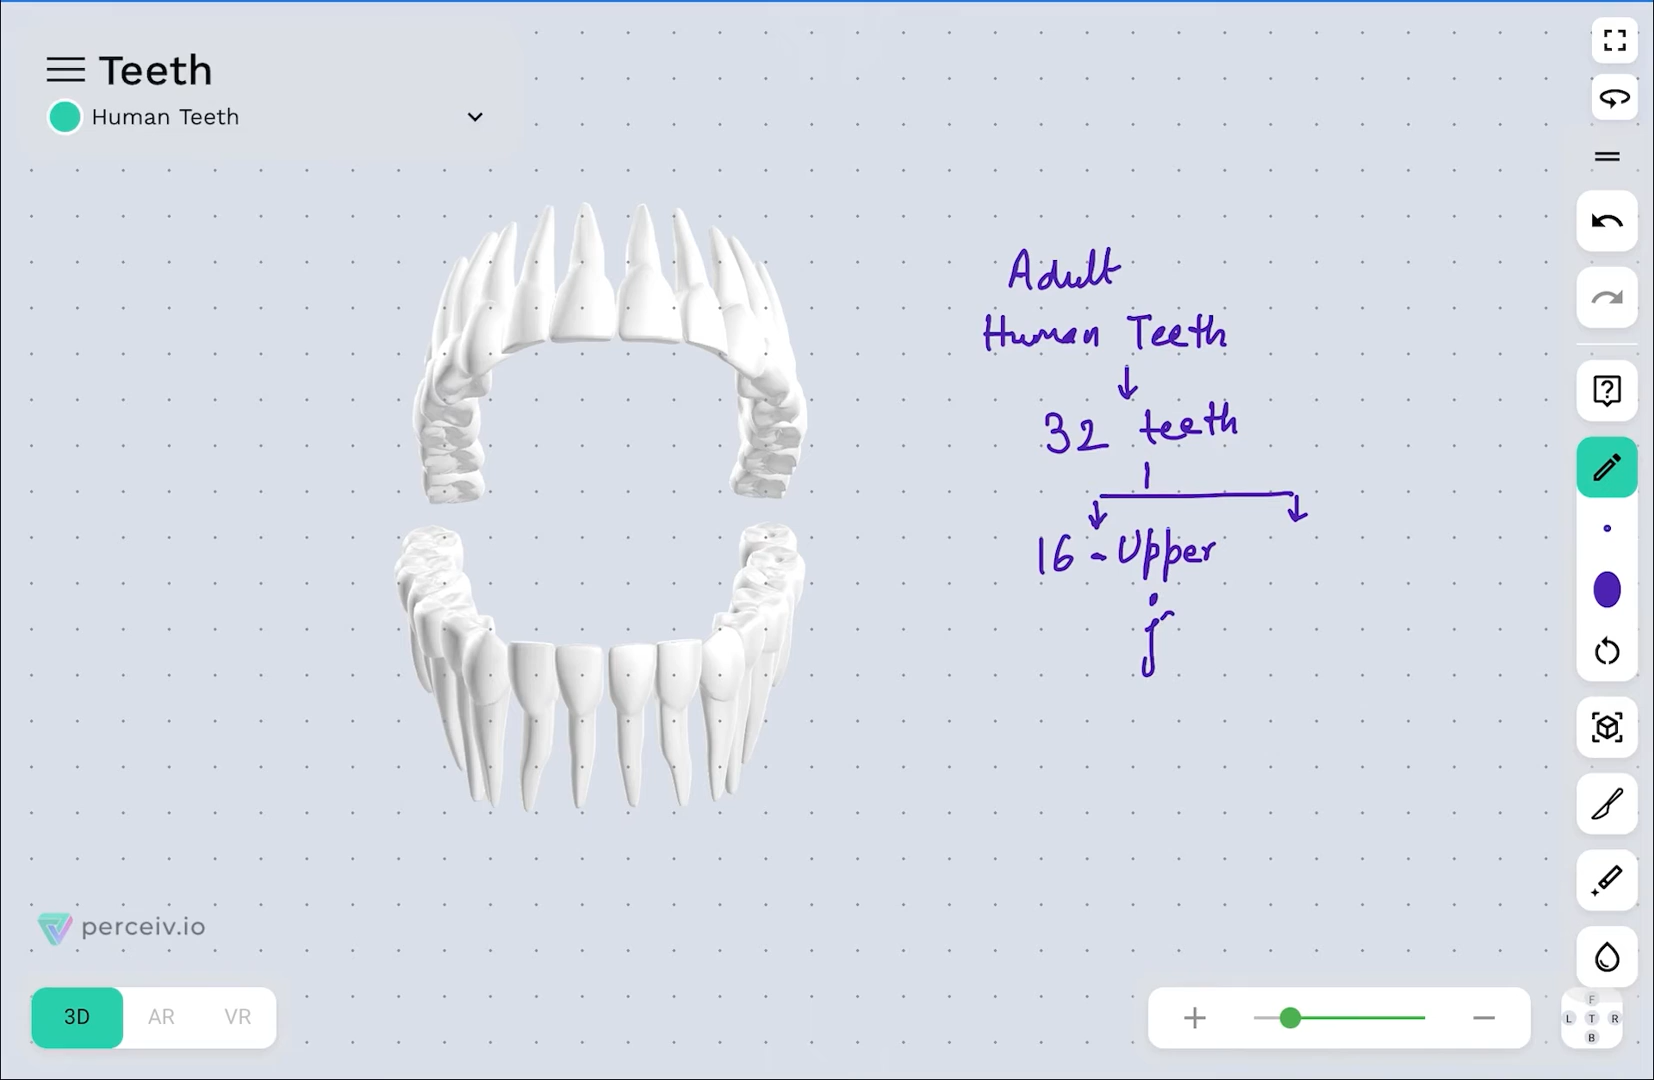 Teeth
Human Teeth
Adult
Human Teeth
32 teeth
16 - Upper
j
perceiv.io
3D AR VR
F
L T R
B